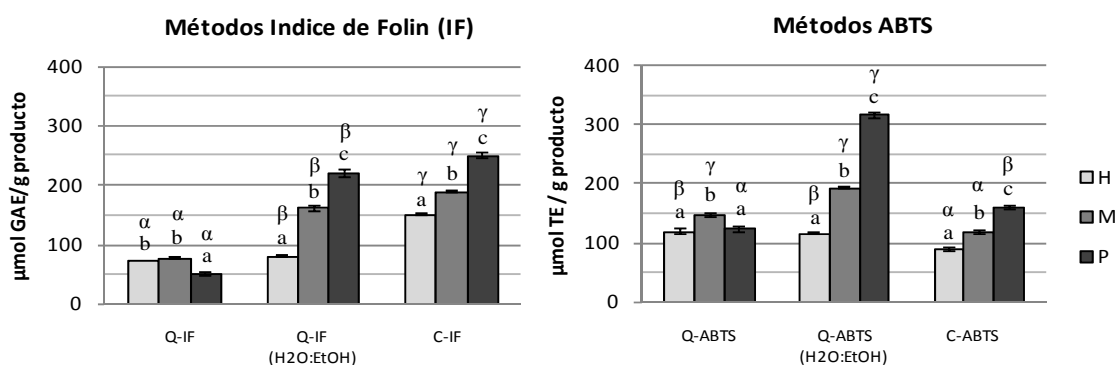 Métodos Indice de Folin (IF)
µmol GAE/g producto
400
300
200
100
0
α α α
b b a
β β β
a b c
γ γ γ
a b c
Q-IF
Q-IF
(H2O:EtOH)
C-IF
Métodos ABTS
µmol TE / g producto
400
300
200
100
0
β γ α
a b a
β γ γ
a b c
α α β
a b c
Q-ABTS
Q-ABTS
(H2O:EtOH)
C-ABTS
H
M
P